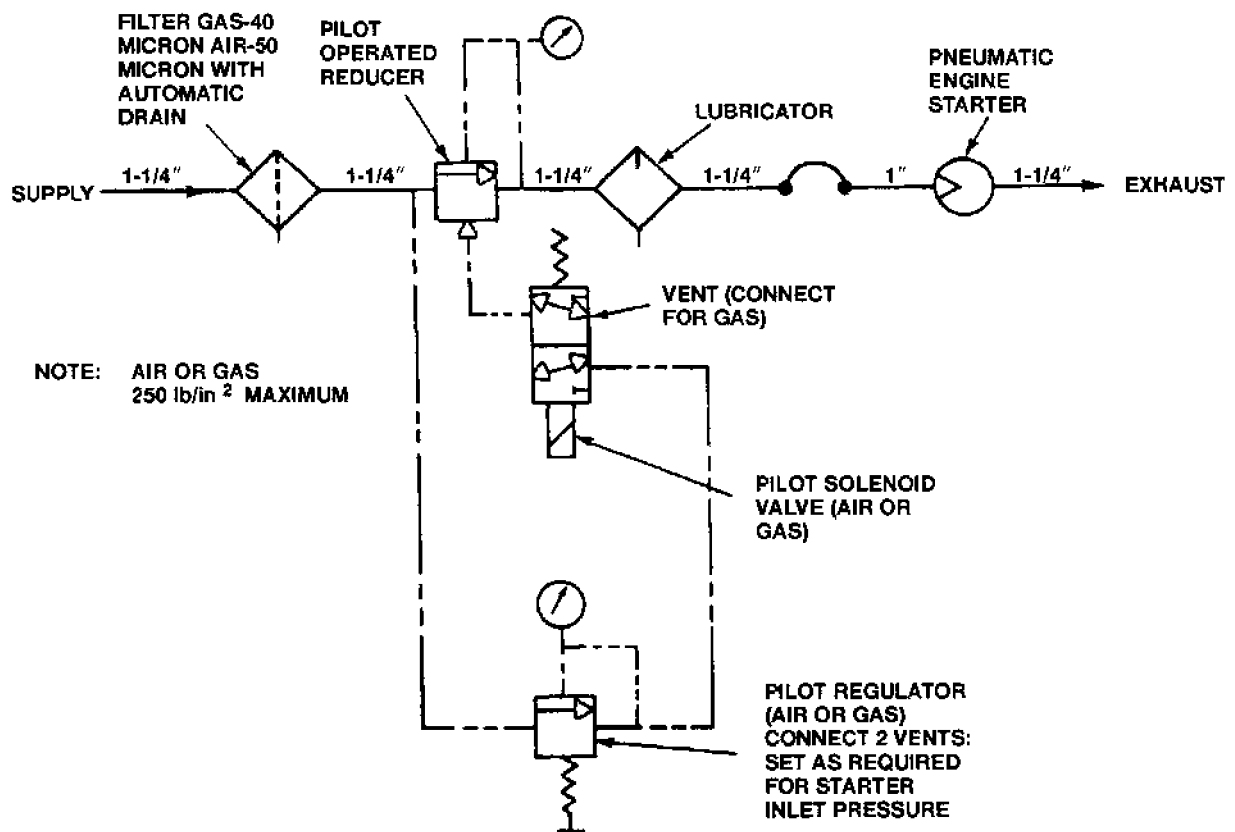 FILTER GAS-40
MICRON AIR-50
MICRON WITH
AUTOMATIC
DRAIN
PILOT
OPERATED
REDUCER
LUBRICATOR
PNEUMATIC
ENGINE
STARTER
SUPPLY
1-1/4"
1-1/4"
1-1/4"
1-1/4"
1"
1-1/4"
EXHAUST
VENT (CONNECT
FOR GAS)
NOTE: AIR OR GAS
250 lb/in 2 MAXIMUM
PILOT SOLENOID
VALVE (AIR OR
GAS)
PILOT REGULATOR
(AIR OR GAS)
CONNECT 2 VENTS:
SET AS REQUIRED
FOR STARTER
INLET PRESSURE